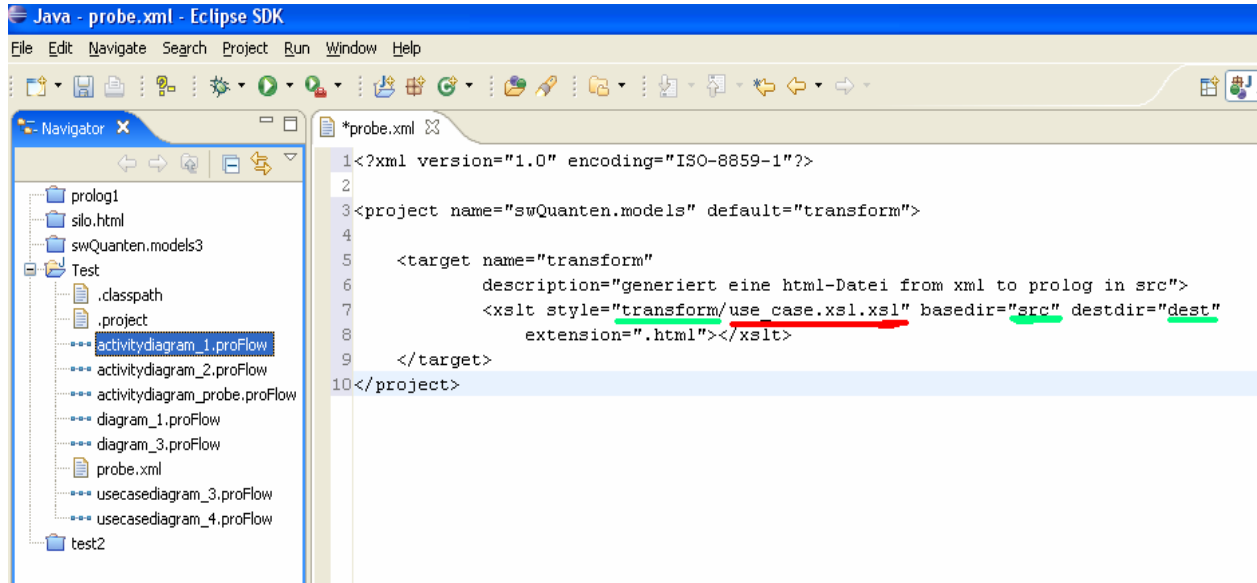 Java - probe.xml - Eclipse SDK
File Edit Navigate Search Project Run Window Help
Navigator
*probe.xml
prolog1
silo.html
swQuanten.models3
Test
.classpath
.project
activitydiagram_1.proFlow
activitydiagram_2.proFlow
activitydiagram_probe.proFlow
diagram_1.proFlow
diagram_3.proFlow
probe.xml
usecasediagram_3.proFlow
usecasediagram_4.proFlow
test2
1<?xml version="1.0" encoding="ISO-8859-1"?>
2
3<project name="swQuanten.models" default="transform">
4
5    <target name="transform"
6            description="generiert eine html-Datei from xml to prolog in src">
7            <xslt style="transform/use_case.xsl.xsl" basedir="src" destdir="dest"
8                extension=".html"></xslt>
9    </target>
10</project>